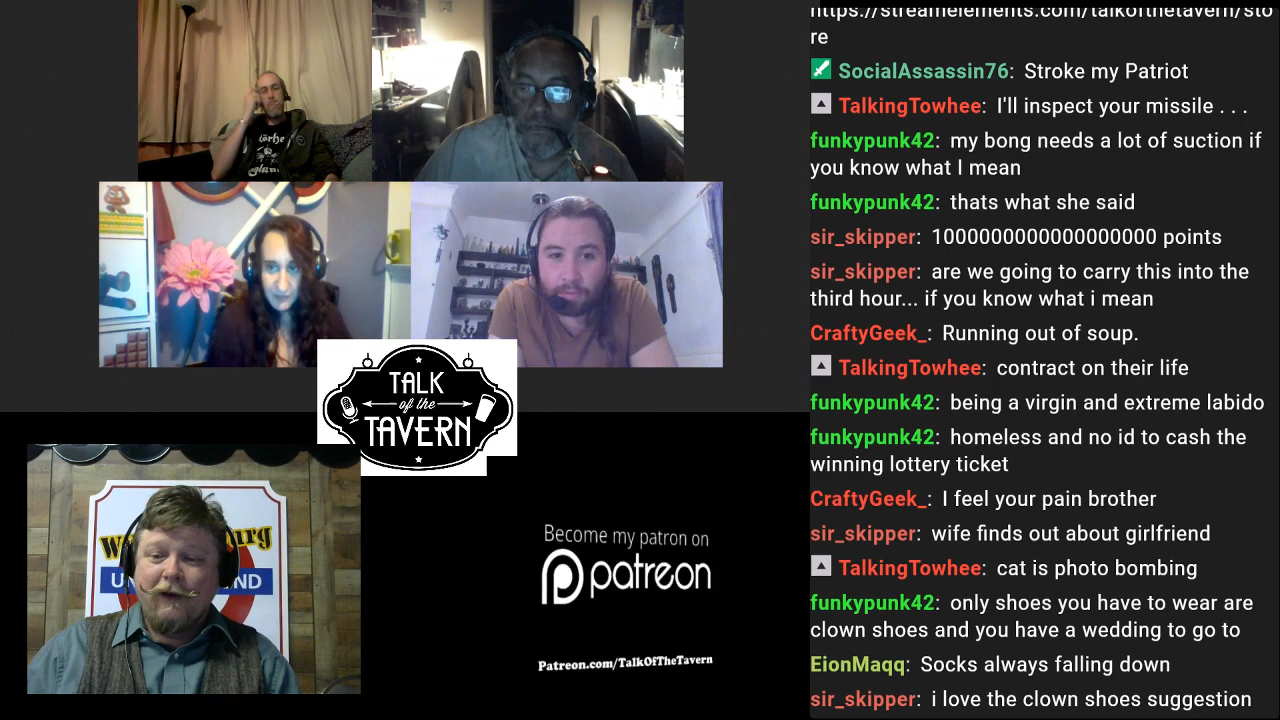 https://streamelements.com/talkofthetavern/sto
re
SocialAssassin76: Stroke my Patriot
TalkingTowhee: I'll inspect your missile . . .
funkypunk42: my bong needs a lot of suction if
you know what I mean
funkypunk42: thats what she said
sir_skipper: 1000000000000000000 points
sir_skipper: are we going to carry this into the
third hour... if you know what i mean
CraftyGeek_: Running out of soup.
TalkingTowhee: contract on their life
funkypunk42: being a virgin and extreme labido
funkypunk42: homeless and no id to cash the
winning lottery ticket
CraftyGeek_: I feel your pain brother
sir_skipper: wife finds out about girlfriend
TalkingTowhee: cat is photo bombing
funkypunk42: only shoes you have to wear are
clown shoes and you have a wedding to go to
EionMaqq: Socks always falling down
sir_skipper: i love the clown shoes suggestion
TALK
of the
TAVERN
Become my patron on
patreon
Patreon.com/TalkOfTheTavern